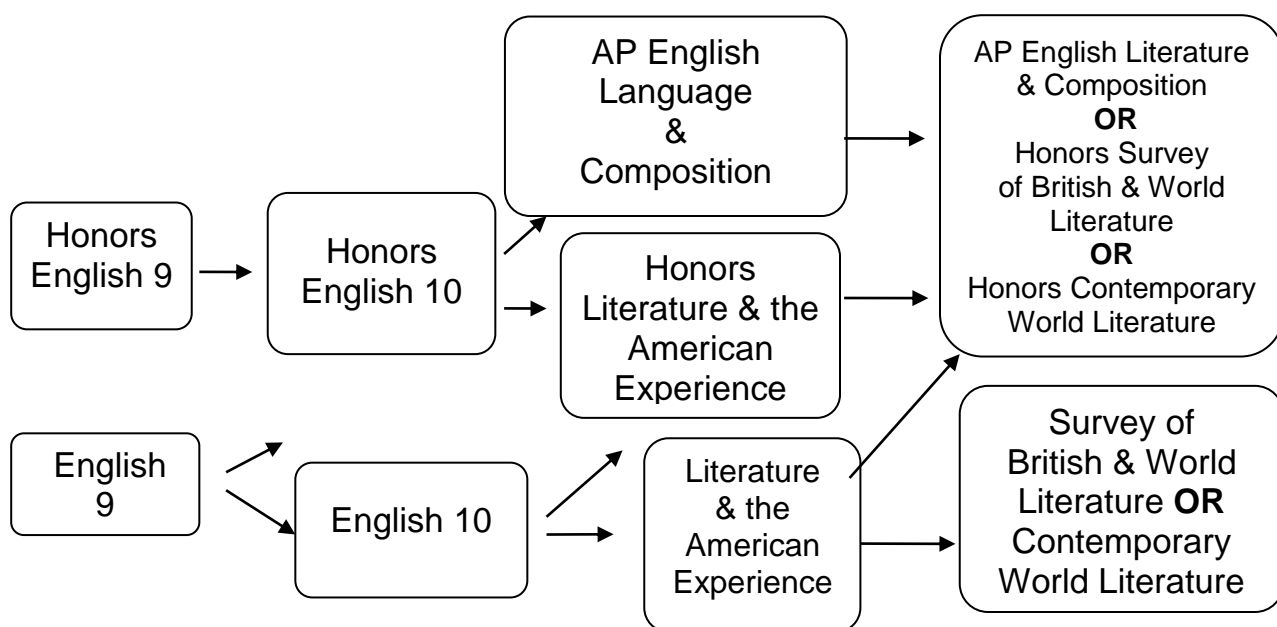 Honors
English 9
Honors
English 10
AP English
Language
&
Composition
Honors
Literature & the
American
Experience
AP English Literature
& Composition
OR
Honors Survey
of British & World
Literature
OR
Honors Contemporary
World Literature
English
9
English 10
Literature
& the
American
Experience
Survey of
British & World
Literature OR
Contemporary
World Literature